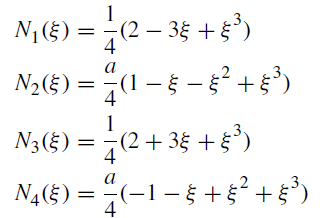 N₁(ξ) = 1/4 (2 − 3ξ + ξ³)
N₂(ξ) = a/4 (1 − ξ − ξ² + ξ³)
N₃(ξ) = 1/4 (2 + 3ξ + ξ³)
N₄(ξ) = a/4 (−1 − ξ + ξ² + ξ³)